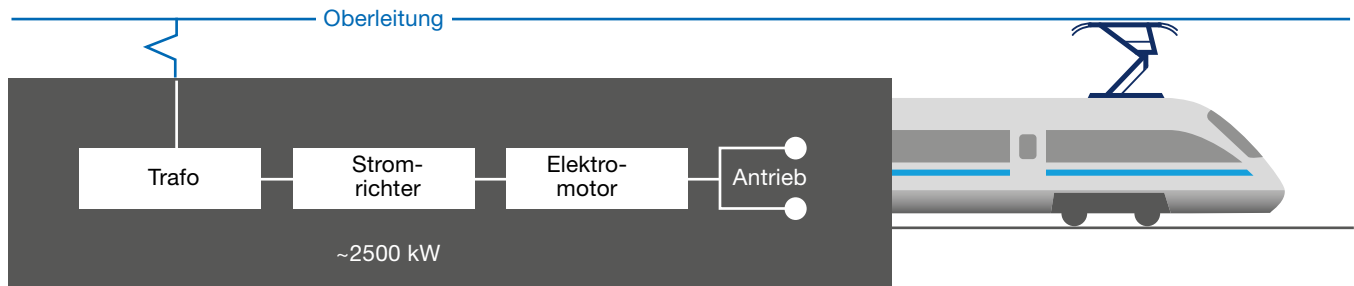 Oberleitung
Trafo
Strom-
richter
Elektro-
motor
Antrieb
~2500 kW